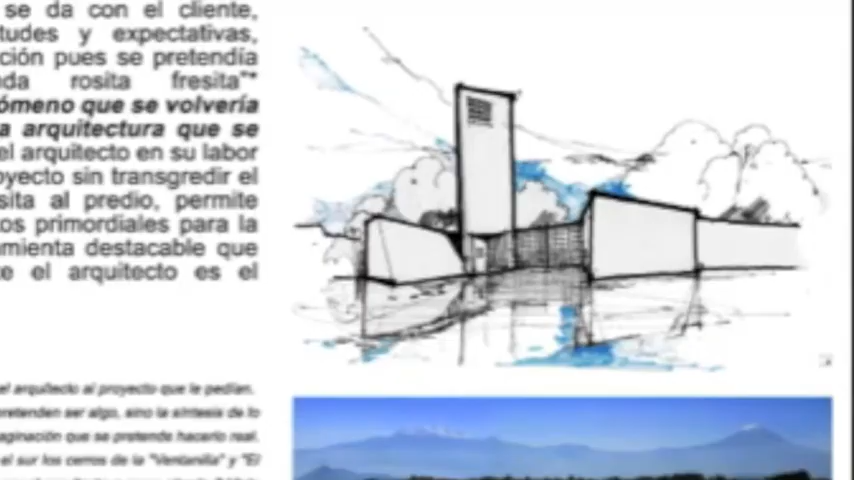 se da con el cliente,
tudes y expectativas,
ción pues se pretendía
da rosita fresita"*
ómeno que se volvería
a arquitectura que se
el arquitecto en su labor
oyecto sin transgredir el
sita al predio, permite
os primordiales para la
mienta destacable que
te el arquitecto es el
el arquitecto al proyecto que le pedían.
pretenden ser algo, sino la síntesis de lo
aginación que se pretende hacerlo real.
el sur los cerros de la "Ventanilla" y "El